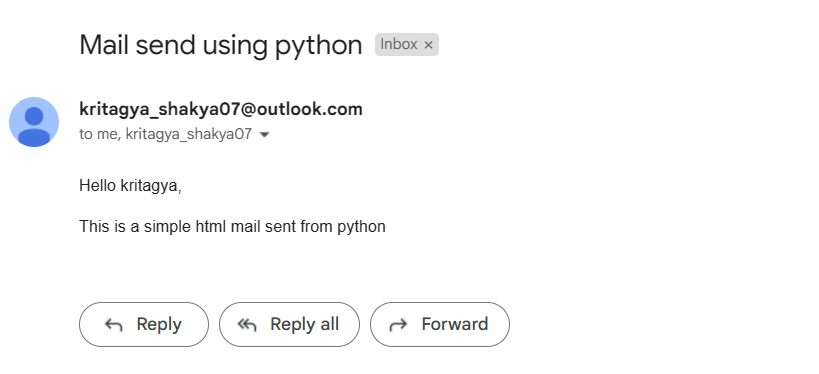 Mail send using python Inbox ×
kritagya_shakya07@outlook.com
to me, kritagya_shakya07
Hello kritagya,
This is a simple html mail sent from python
Reply Reply all Forward